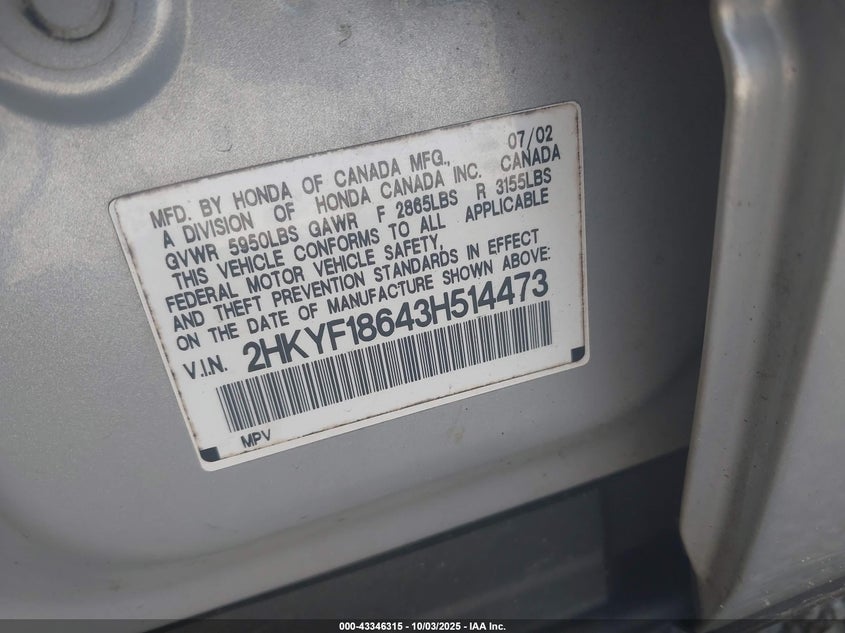 MFD. BY HONDA OF CANADA MFG., 07/02
A DIVISION OF HONDA CANADA INC. CANADA
GVWR 5950LBS GAWR F 2865LBS R 3155LBS
THIS VEHICLE CONFORMS TO ALL APPLICABLE
FEDERAL MOTOR VEHICLE SAFETY,
AND THEFT PREVENTION STANDARDS IN EFFECT
ON THE DATE OF MANUFACTURE SHOWN ABOVE:
V.I.N. 2HKYF18643H514473
MPV
000-43346315 - 10/03/2025 - IAA Inc.